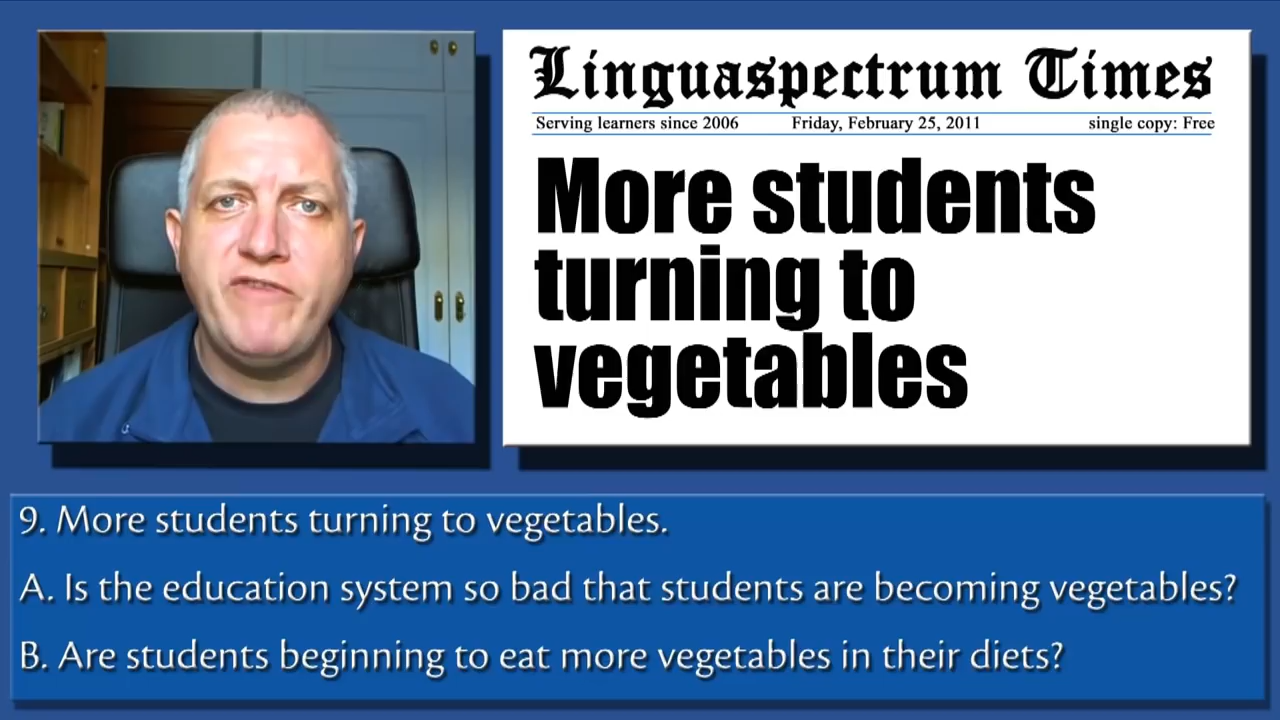 Linguaspectrum Times
Serving learners since 2006 Friday, February 25, 2011 single copy: Free
More students
turning to
vegetables
9. More students turning to vegetables.
A. Is the education system so bad that students are becoming vegetables?
B. Are students beginning to eat more vegetables in their diets?